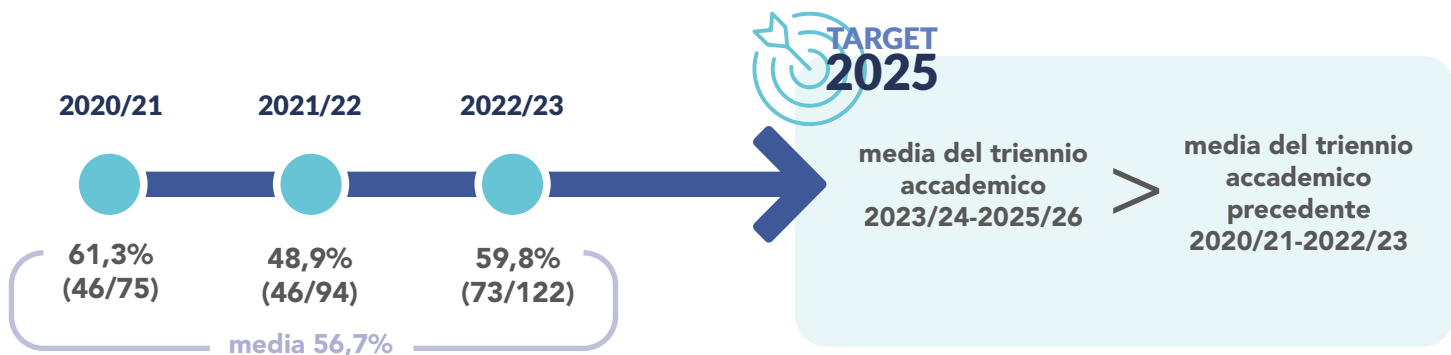 TARGET
2025
2020/21
2021/22
2022/23
61,3%
(46/75)
48,9%
(46/94)
59,8%
(73/122)
media 56,7%
media del triennio
accademico
2023/24-2025/26
>
media del triennio
accademico
precedente
2020/21-2022/23